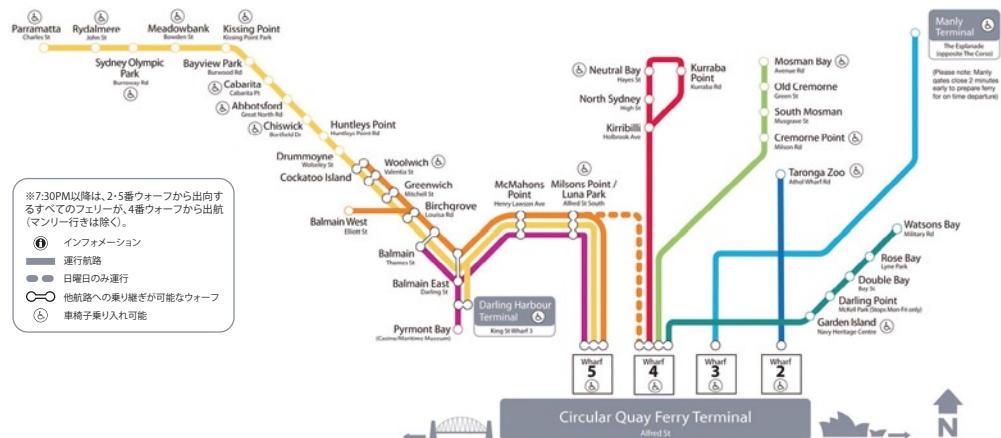 Parramatta
Charles St
Rydalmere
John St
Meadowbank
Bowden St
Kissing Point
Kissing Point Park
Sydney Olympic
Park
Burroway Rd
Bayview Park
Burwood Rd
Cabarita
Cabarita Pt
Abbotsford
Great North Rd
Chiswick
Bortfield Dr
Huntleys Point
Huntleys Point Rd
Drummoyne
Wolseley St
Cockatoo Island
Woolwich
Valentia St
Greenwich
Mitchell St
Birchgrove
Louisa Rd
Balmain West
Elliott St
Balmain
Thames St
Balmain East
Darling St
Darling Harbour
Terminal
King St Wharf 3
Pyrmont Bay
(Casino/Maritime Museum)
McMahons
Point
Henry Lawson Ave
Milsons Point /
Luna Park
Alfred St South
Neutral Bay
Hayes St
Kurraba
Point
Kurraba Rd
North Sydney
High St
Kirribilli
Holbrook Ave
Mosman Bay
Avenue Rd
Old Cremorne
Green St
South Mosman
Musgrave St
Cremorne Point
Milson Rd
Taronga Zoo
Athol Wharf Rd
Manly
Terminal
The Esplanade
(opposite The Corso)
(Please note: Manly
gates close 2 minutes
early to prepare ferry
for on time departure)
Watsons Bay
Military Rd
Rose Bay
Lyne Park
Double Bay
Bay St
Darling Point
McKell Park (Stops Mon-Fri only)
Garden Island
Navy Heritage Centre
※7:30PM以降は、2・5番ウォーフから出向す
るすべてのフェリーが、4番ウォーフから出航
(マンリー行きは除く)。
インフォメーション
運行航路
日曜日のみ運行
他航路への乗り継ぎが可能なウォーフ
車椅子乗り入れ可能
Wharf
5
Wharf
4
Wharf
3
Wharf
2
Circular Quay Ferry Terminal
Alfred St
N